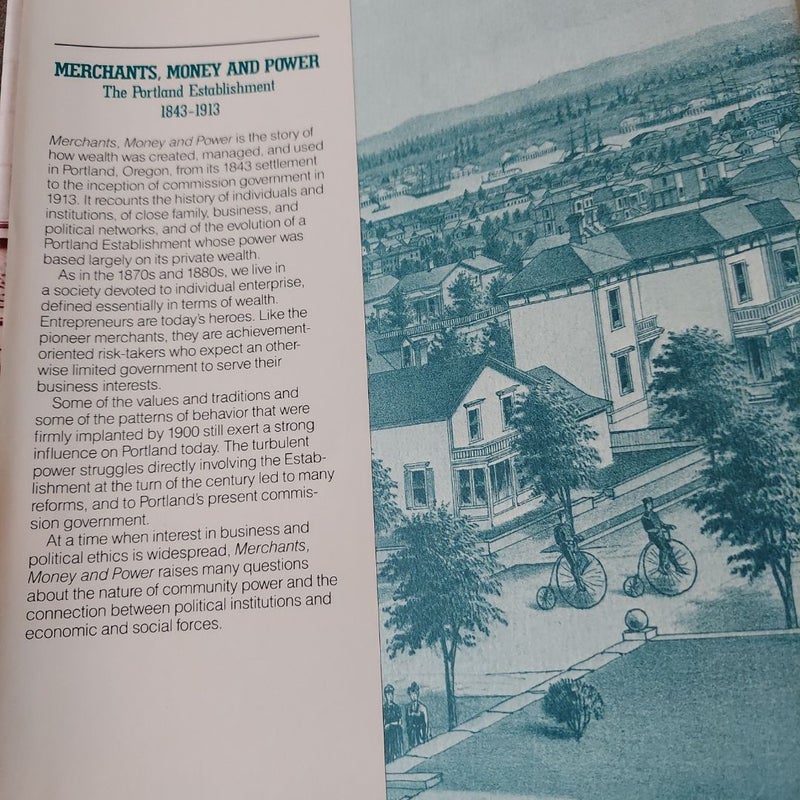 MERCHANTS, MONEY AND POWER
The Portland Establishment
1843-1913
Merchants, Money and Power is the story of
how wealth was created, managed, and used
in Portland, Oregon, from its 1843 settlement
to the inception of commission government in
1913. It recounts the history of individuals and
institutions, of close family, business, and
political networks, and of the evolution of a
Portland Establishment whose power was
based largely on its private wealth.
As in the 1870s and 1880s, we live in
a society devoted to individual enterprise,
defined essentially in terms of wealth.
Entrepreneurs are today's heroes. Like the
pioneer merchants, they are achievement-
oriented risk-takers who expect an other-
wise limited government to serve their
business interests.
Some of the values and traditions and
some of the patterns of behavior that were
firmly implanted by 1900 still exert a strong
influence on Portland today. The turbulent
power struggles directly involving the Estab-
lishment at the turn of the century led to many
reforms, and to Portland's present commis-
sion government.
At a time when interest in business and
political ethics is widespread, Merchants,
Money and Power raises many questions
about the nature of community power and the
connection between political institutions and
economic and social forces.